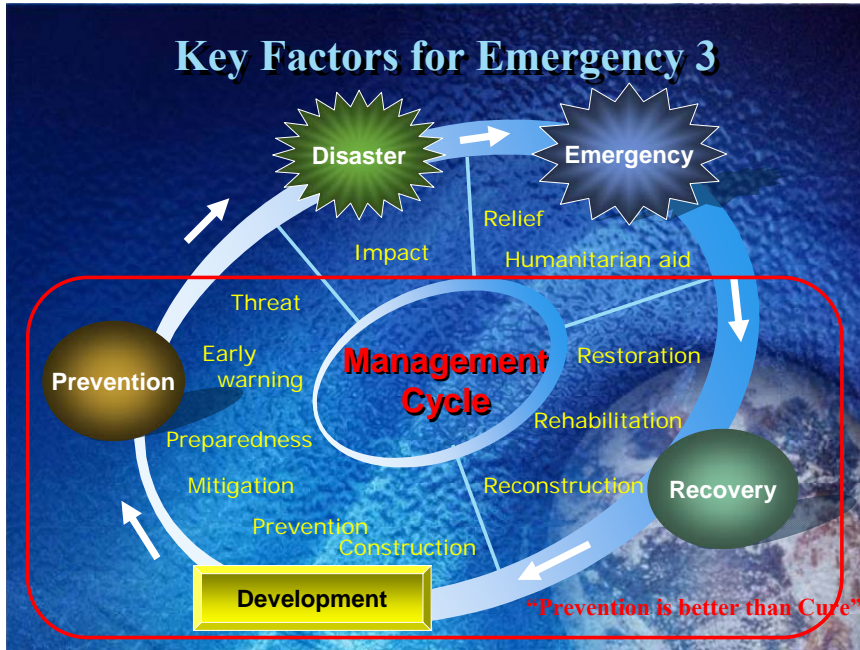 Key Factors for Emergency 3
Disaster
Emergency
Relief
Impact
Humanitarian aid
Threat
Early
warning
Prevention
Management
Cycle
Restoration
Rehabilitation
Preparedness
Mitigation
Reconstruction
Recovery
Prevention
Construction
Development
“Prevention is better than Cure”